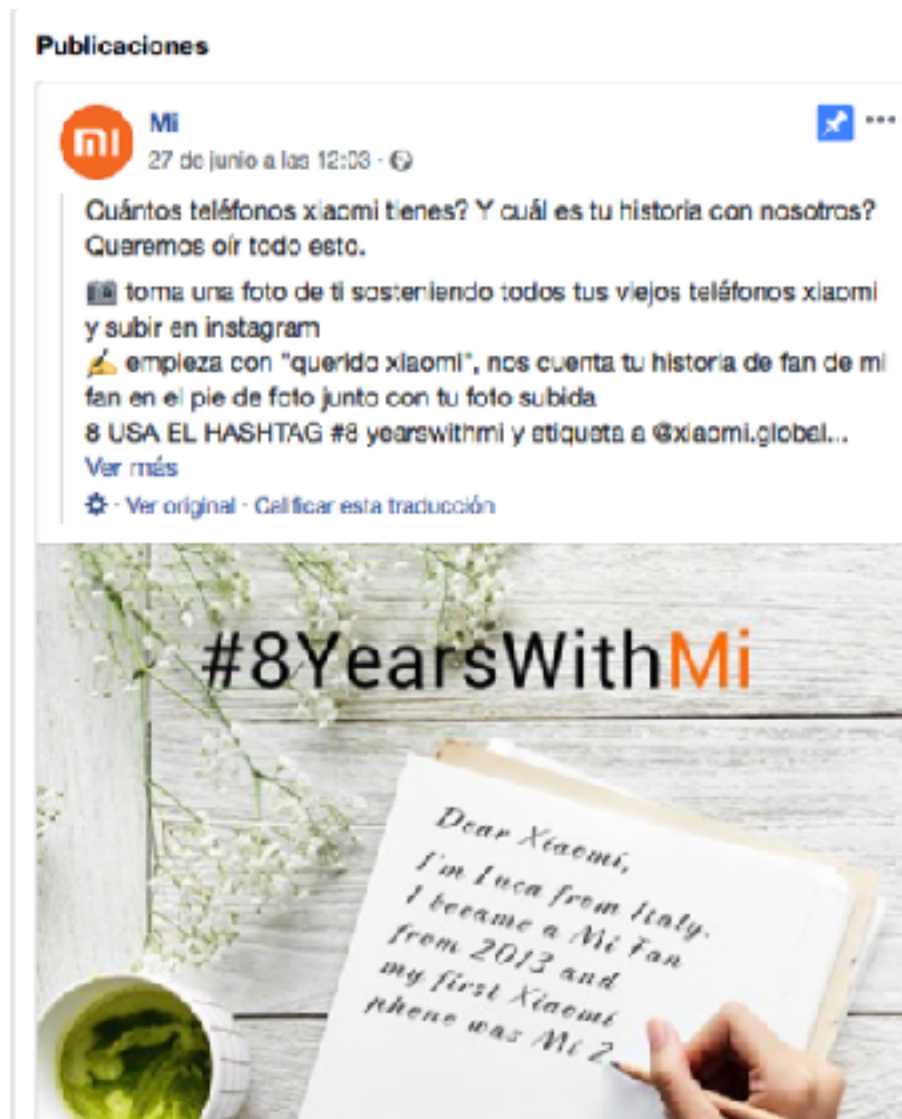 Publicaciones
mi
Mi
27 de junio a las 12:03 ·
Cuántos teléfonos xiaomi tienes? Y cuál es tu historia con nosotros?
Queremos oír todo esto.
📷 toma una foto de ti sosteniendo todos tus viejos teléfonos xiaomi
y subir en instagram
✍ empieza con "querido xiaomi", nos cuenta tu historia de fan de mi
fan en el pie de foto junto con tu foto subida
8 USA EL HASHTAG #8 yearswithmi y etiqueta a @xiaomi.global...
Ver más
· Ver original · Calificar esta traducción
#8YearsWithMi
Dear Xiaomi,
I'm Luca from Italy.
I became a Mi Fan
from 2013 and
my first Xiaomi
phone was Mi 2